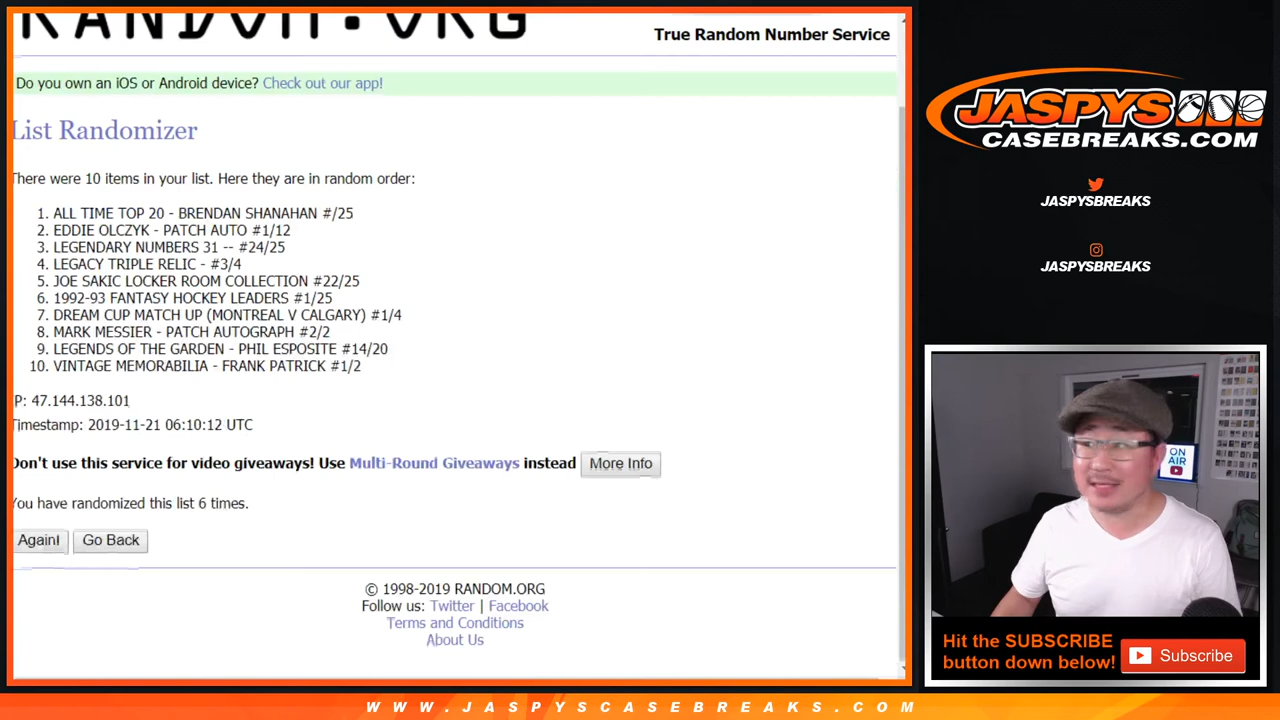 RANDOM.ORG
True Random Number Service
Do you own an iOS or Android device? Check out our app!
List Randomizer
There were 10 items in your list. Here they are in random order:
1. ALL TIME TOP 20 - BRENDAN SHANAHAN #/25
2. EDDIE OLCZYK - PATCH AUTO #1/12
3. LEGENDARY NUMBERS 31 -- #24/25
4. LEGACY TRIPLE RELIC - #3/4
5. JOE SAKIC LOCKER ROOM COLLECTION #22/25
6. 1992-93 FANTASY HOCKEY LEADERS #1/25
7. DREAM CUP MATCH UP (MONTREAL V CALGARY) #1/4
8. MARK MESSIER - PATCH AUTOGRAPH #2/2
9. LEGENDS OF THE GARDEN - PHIL ESPOSITE #14/20
10. VINTAGE MEMORABILIA - FRANK PATRICK #1/2
IP: 47.144.138.101
Timestamp: 2019-11-21 06:10:12 UTC
Don't use this service for video giveaways! Use Multi-Round Giveaways instead More Info
You have randomized this list 6 times.
Again! Go Back
© 1998-2019 RANDOM.ORG
Follow us: Twitter | Facebook
Terms and Conditions
About Us
JASPYS
CASEBREAKS.COM
JASPYSBREAKS
JASPYSBREAKS
ON
AIR
Hit the SUBSCRIBE
button down below!
Subscribe
WWW.JASPYSCASEBREAKS.COM